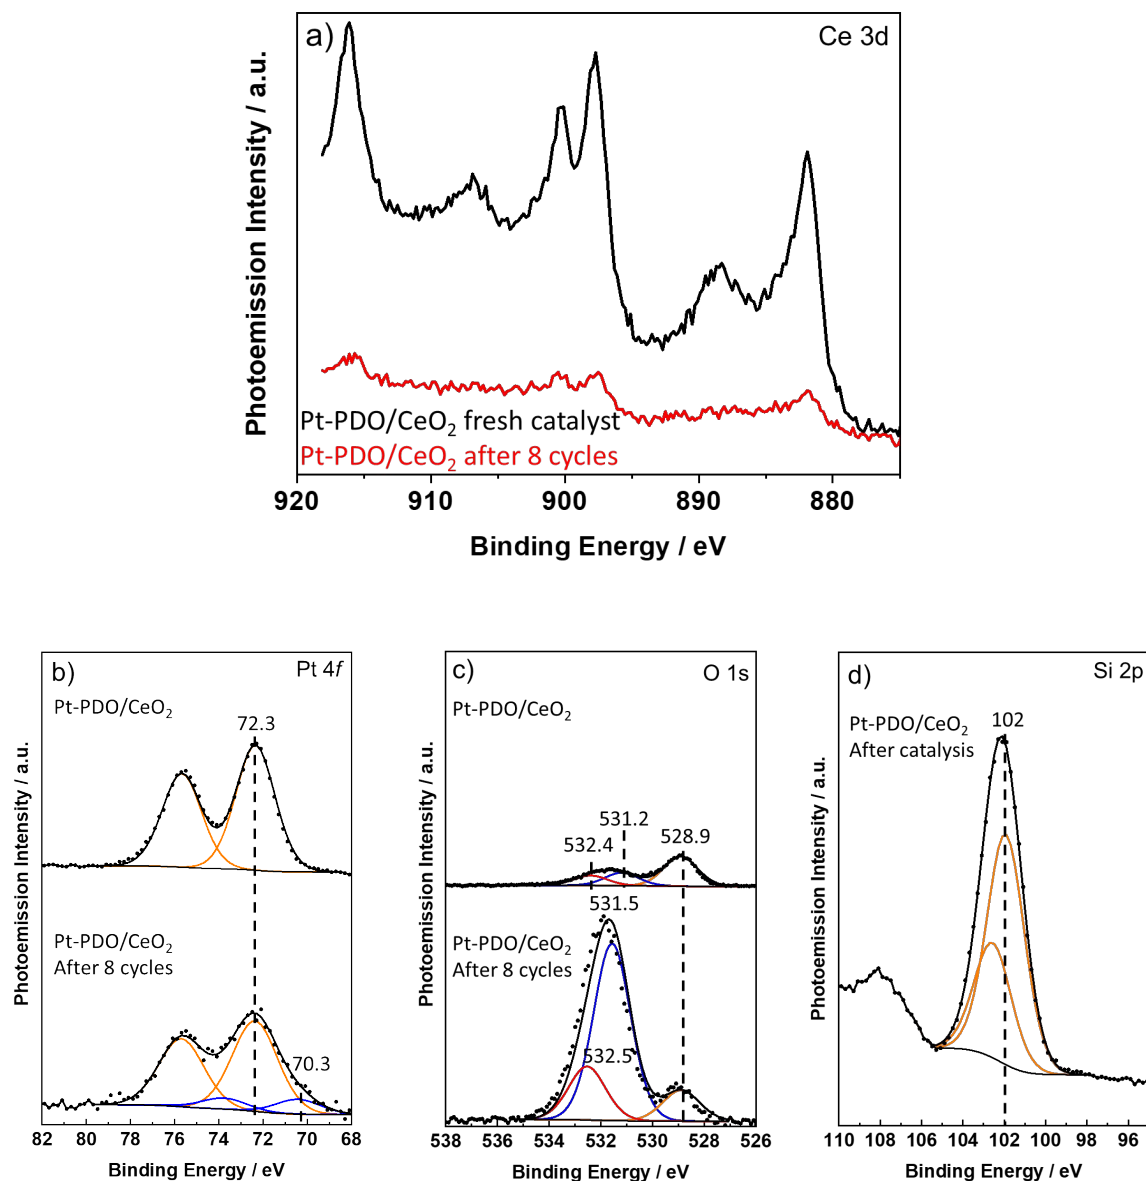 a)
Ce 3d
Photoemission Intensity / a.u.
Pt-PDO/CeO₂ fresh catalyst
Pt-PDO/CeO₂ after 8 cycles
920 910 900 890 880
Binding Energy / eV
b)
Pt 4f
Pt-PDO/CeO₂
72.3
Photoemission Intensity / a.u.
Pt-PDO/CeO₂
After 8 cycles
70.3
82 80 78 76 74 72 70 68
Binding Energy / eV
c)
O 1s
Pt-PDO/CeO₂
531.2
532.4
528.9
Photoemission Intensity / a.u.
531.5
Pt-PDO/CeO₂
After 8 cycles
532.5
538 536 534 532 530 528 526
Binding Energy / eV
d)
Si 2p
Pt-PDO/CeO₂
After catalysis
102
Photoemission Intensity / a.u.
110 108 106 104 102 100 98 96
Binding Energy / eV